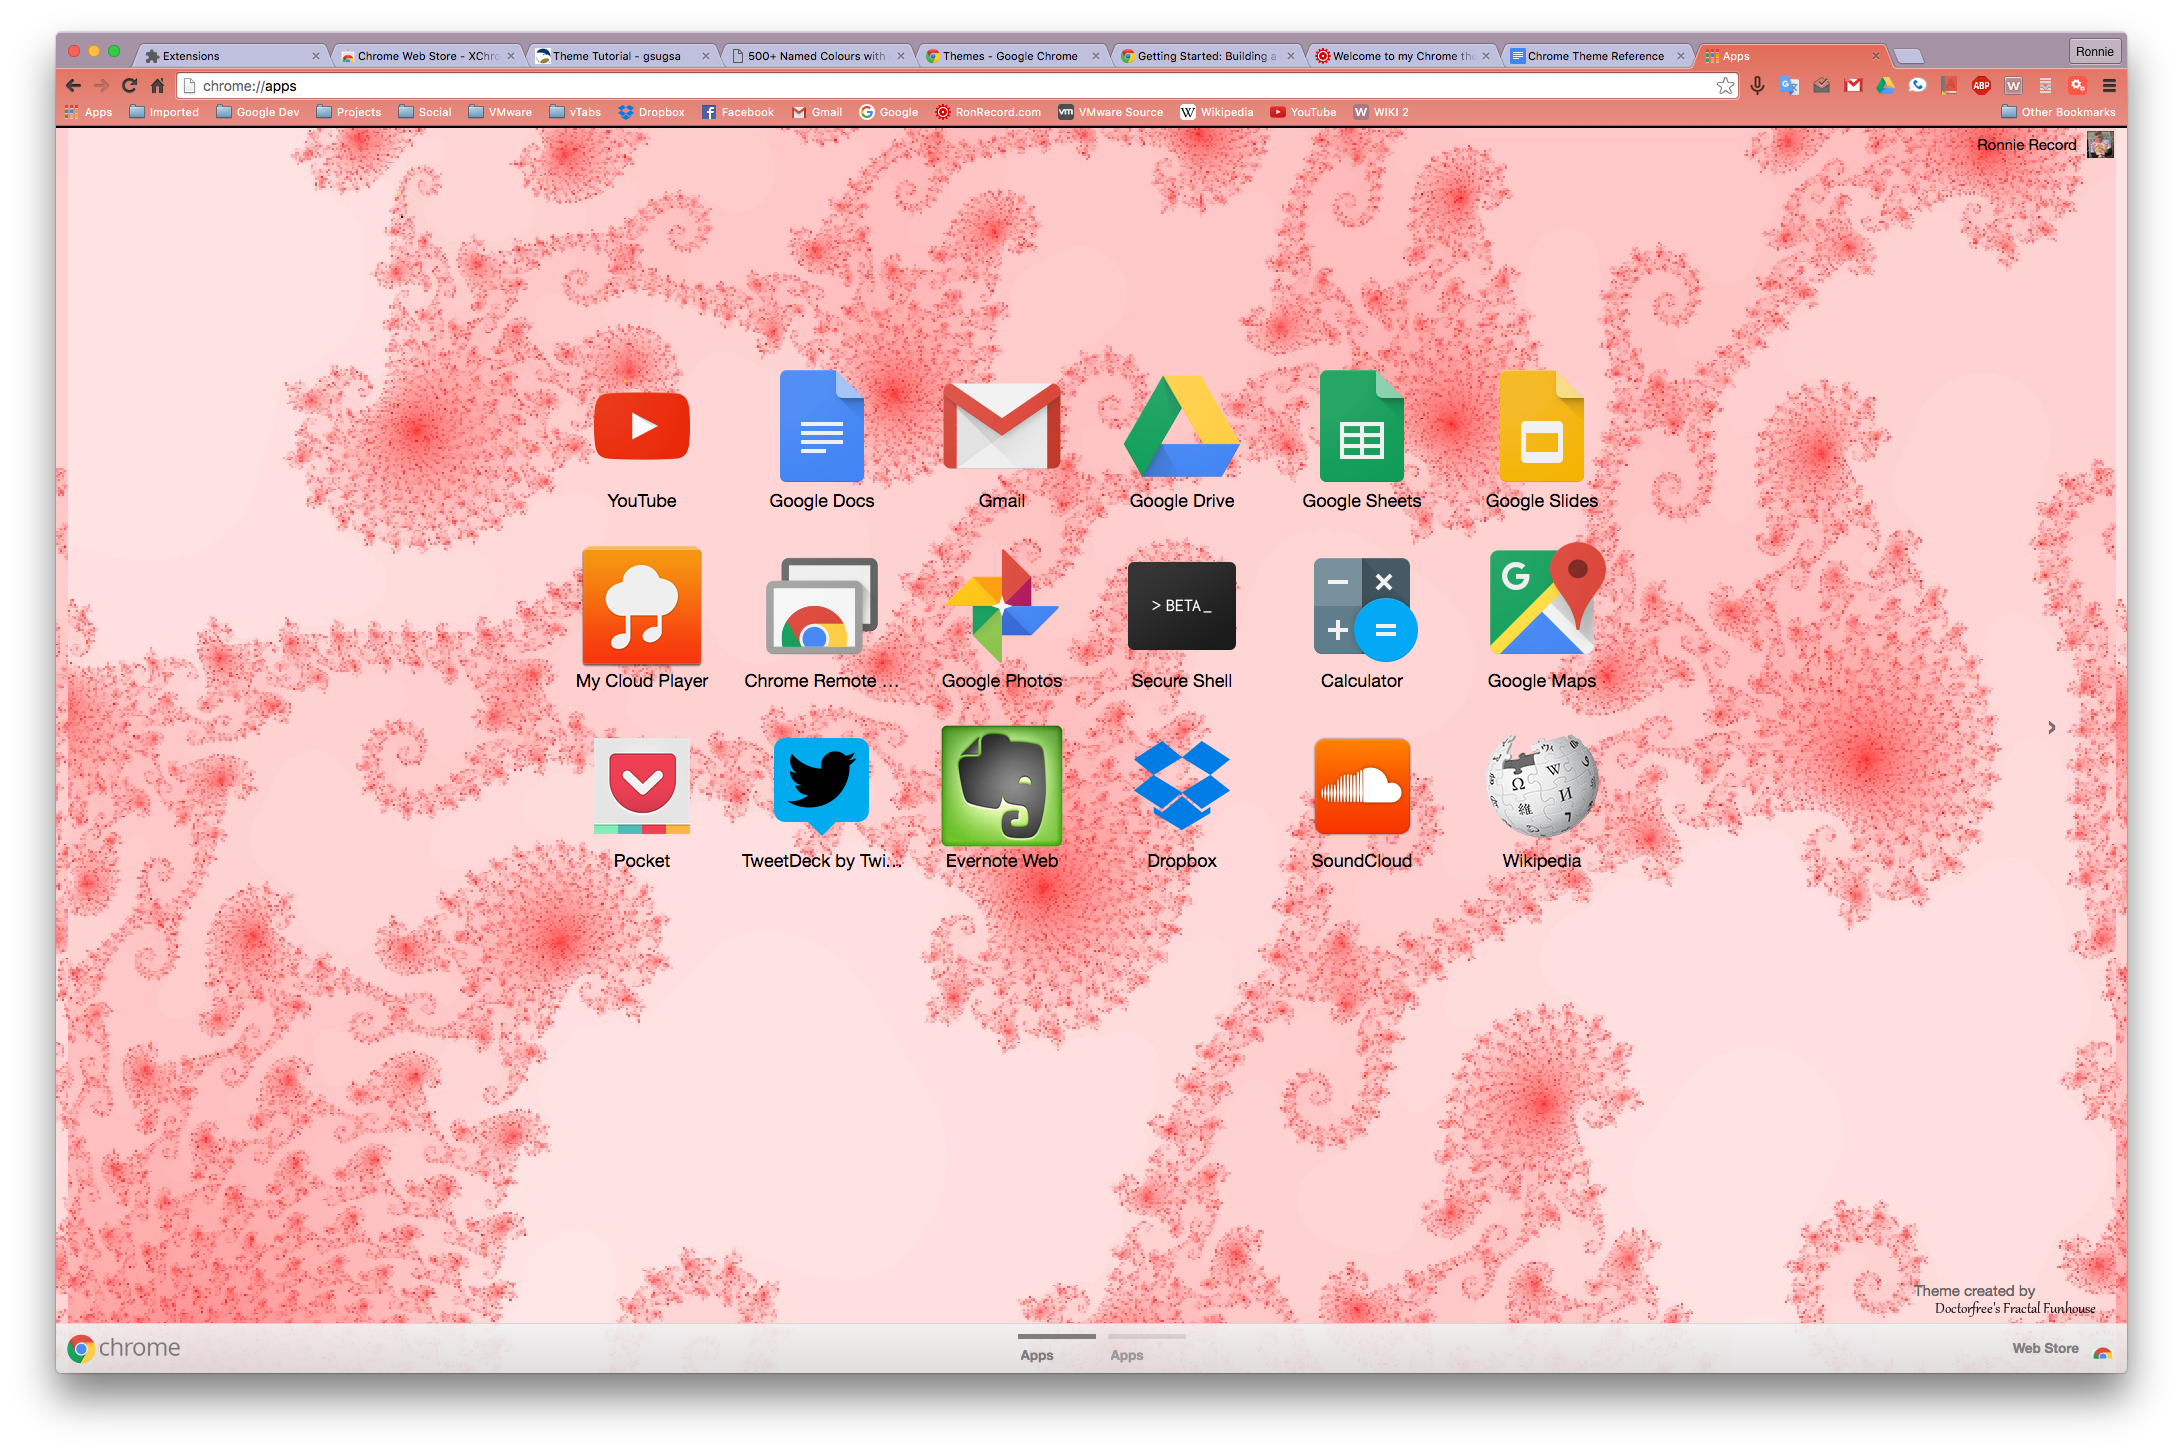 Extensions
Chrome Web Store - XChro
Theme Tutorial - gsugsa
500+ Named Colours with
Themes - Google Chrome
Getting Started: Building a
Welcome to my Chrome the
Chrome Theme Reference
Apps
Ronnie
chrome://apps
ABP
W
Apps
Imported
Google Dev
Projects
Social
VMware
vTabs
Dropbox
Facebook
Gmail
Google
RonRecord.com
vm VMware Source
W Wikipedia
YouTube
W WIKI 2
Other Bookmarks
Ronnie Record
YouTube
Google Docs
Gmail
Google Drive
Google Sheets
Google Slides
> BETA_
G
My Cloud Player
Chrome Remote ...
Google Photos
Secure Shell
Calculator
Google Maps
Ω W И 維 7
Pocket
TweetDeck by Twi...
Evernote Web
Dropbox
SoundCloud
Wikipedia
Theme created by
Doctorfree's Fractal Funhouse
chrome
Apps
Apps
Web Store